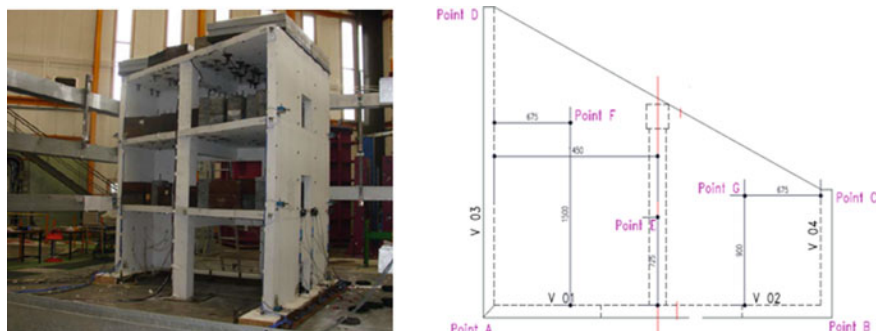 Point D
675
Point F
450
Point G
675
Point C
V 03
1500
Point E
725
900
V 04
V 01
V 02
Point A
Point B